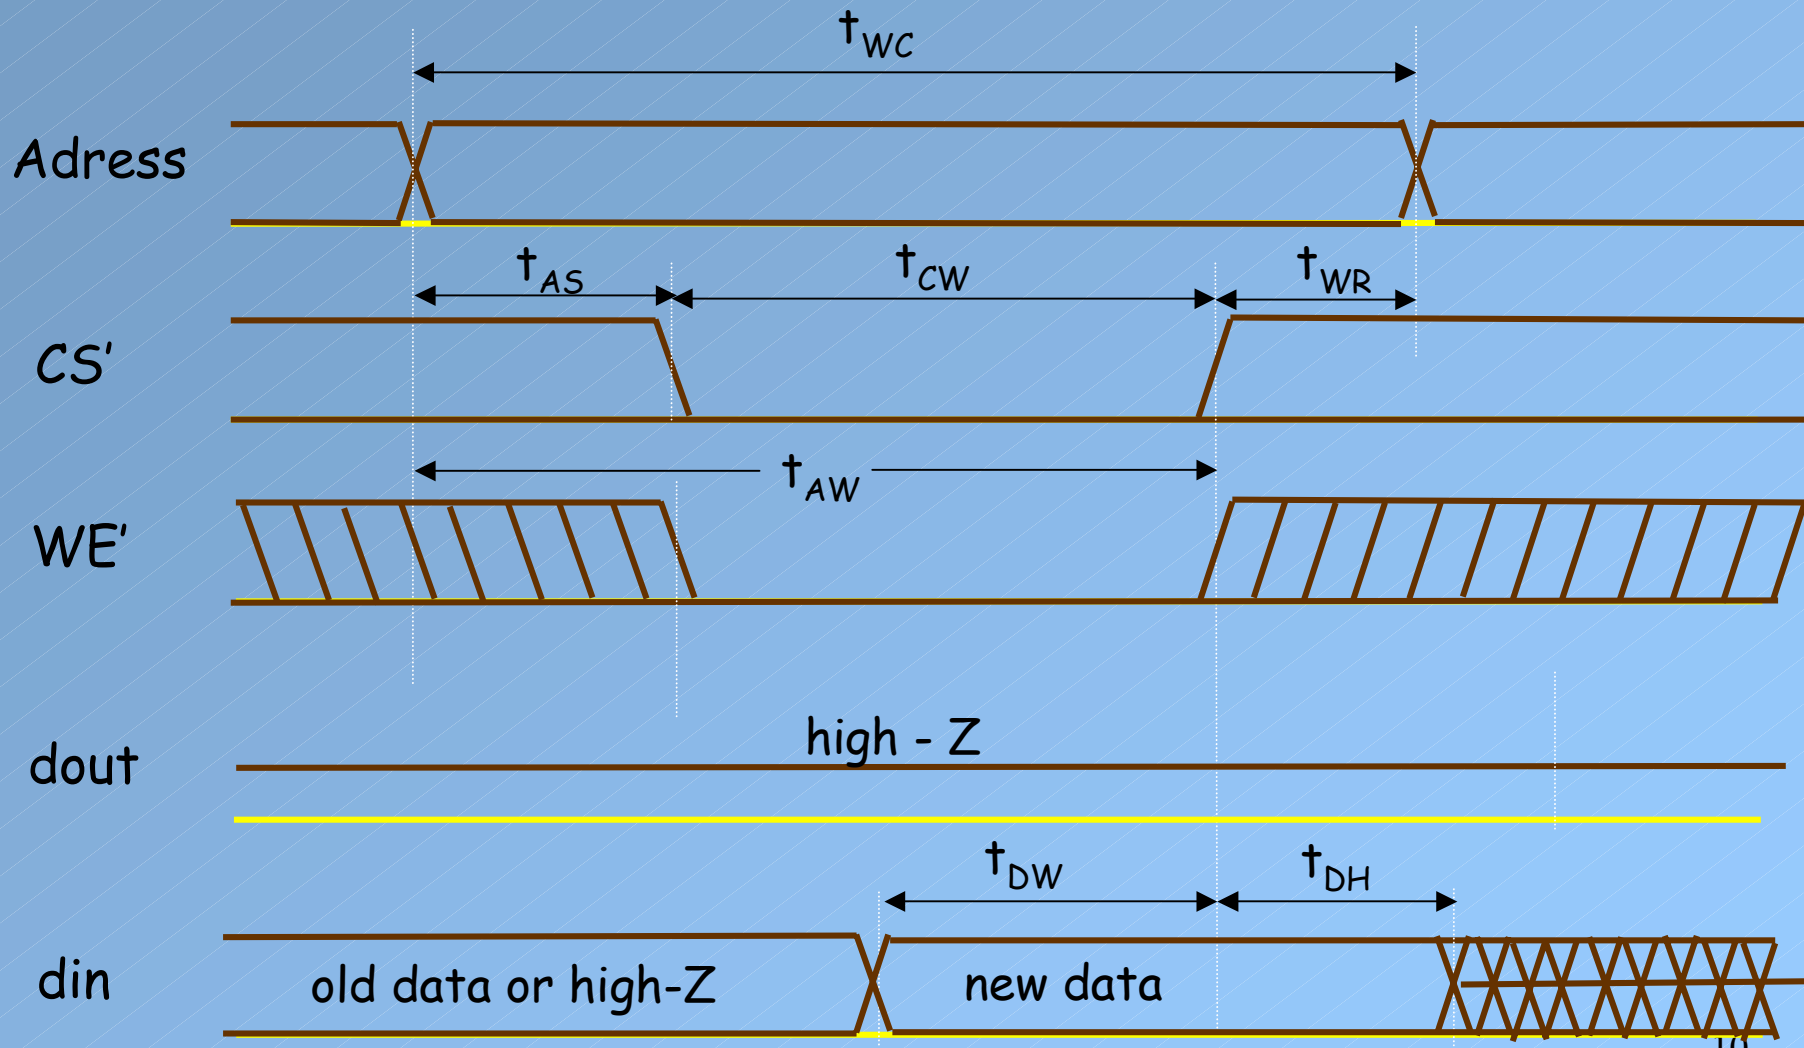 tWC
Adress
tAS
tCW
tWR
CS'
tAW
WE'
high - Z
dout
tDW
tDH
din
old data or high-Z
new data